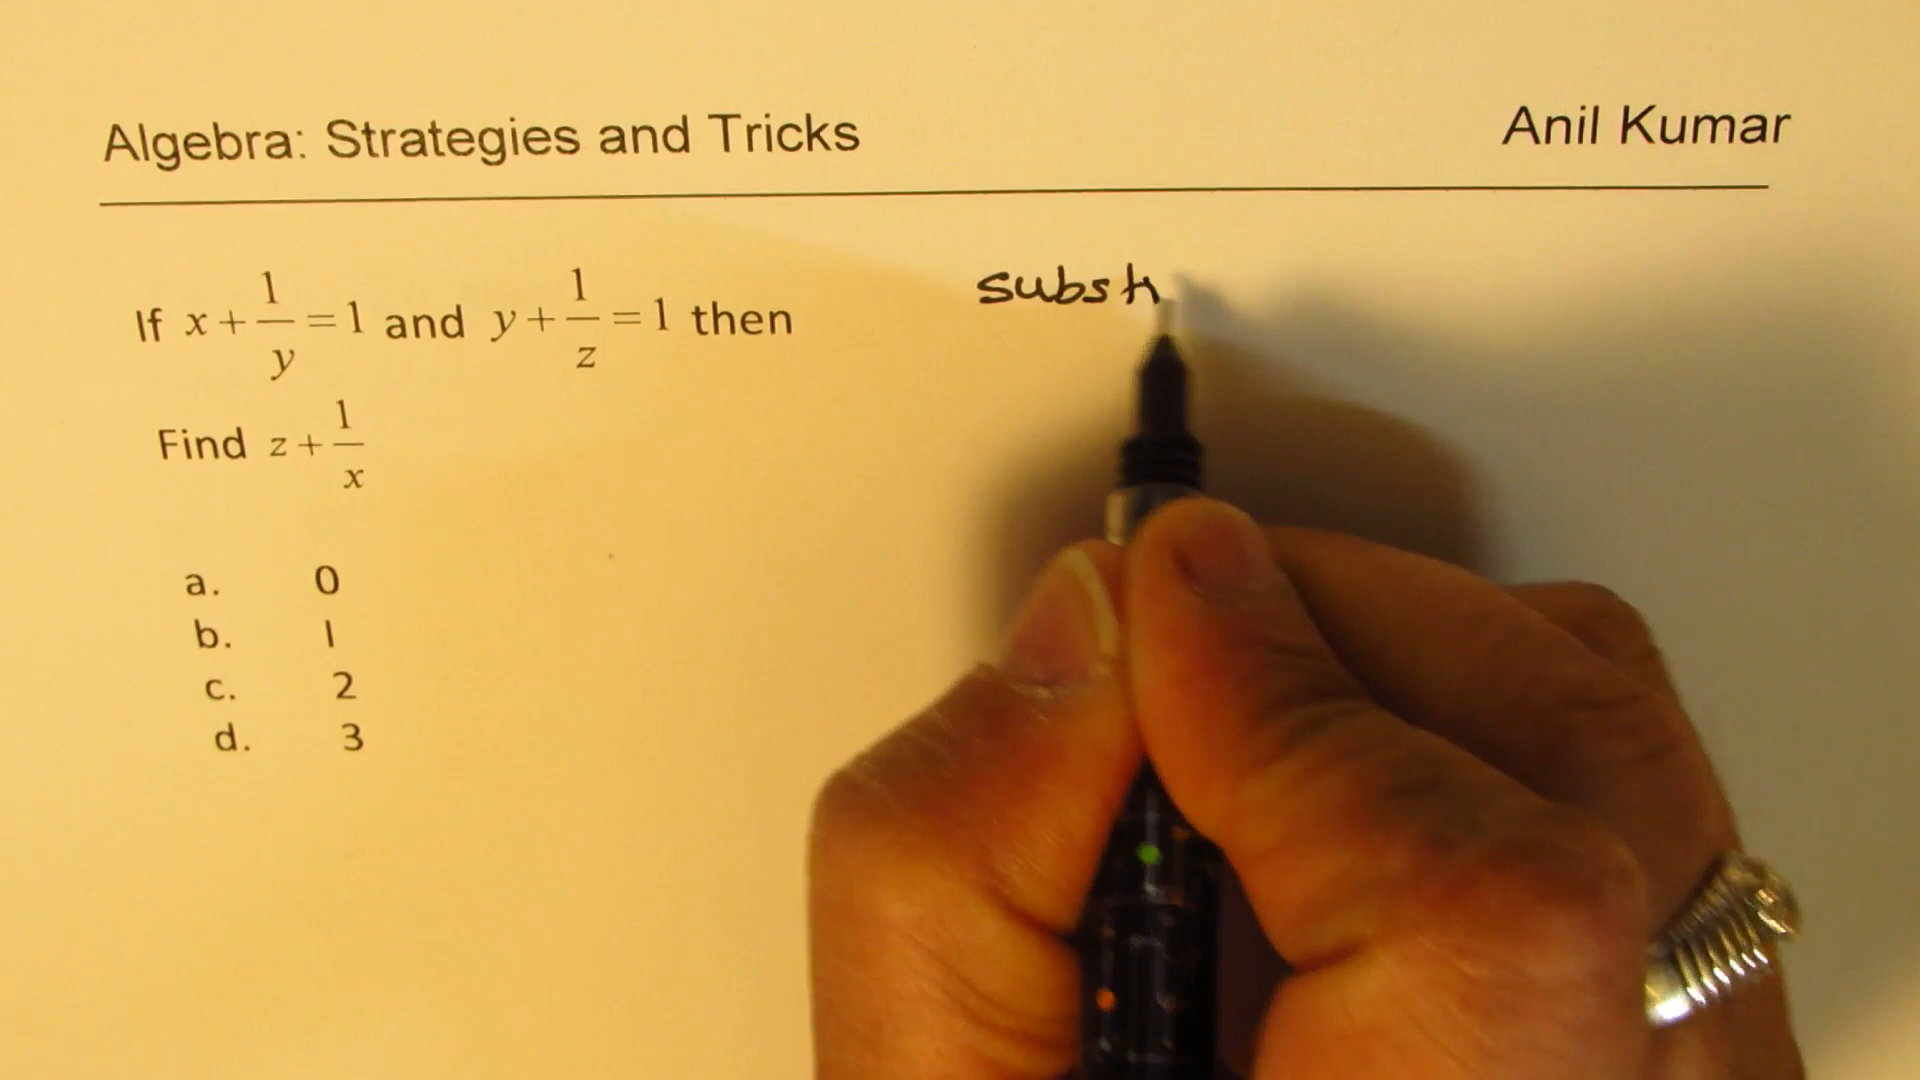 Algebra: Strategies and Tricks Anil Kumar
If x + 1/y = 1 and y + 1/z = 1 then
Find z + 1/x
a. 0
b. 1
c. 2
d. 3
substi